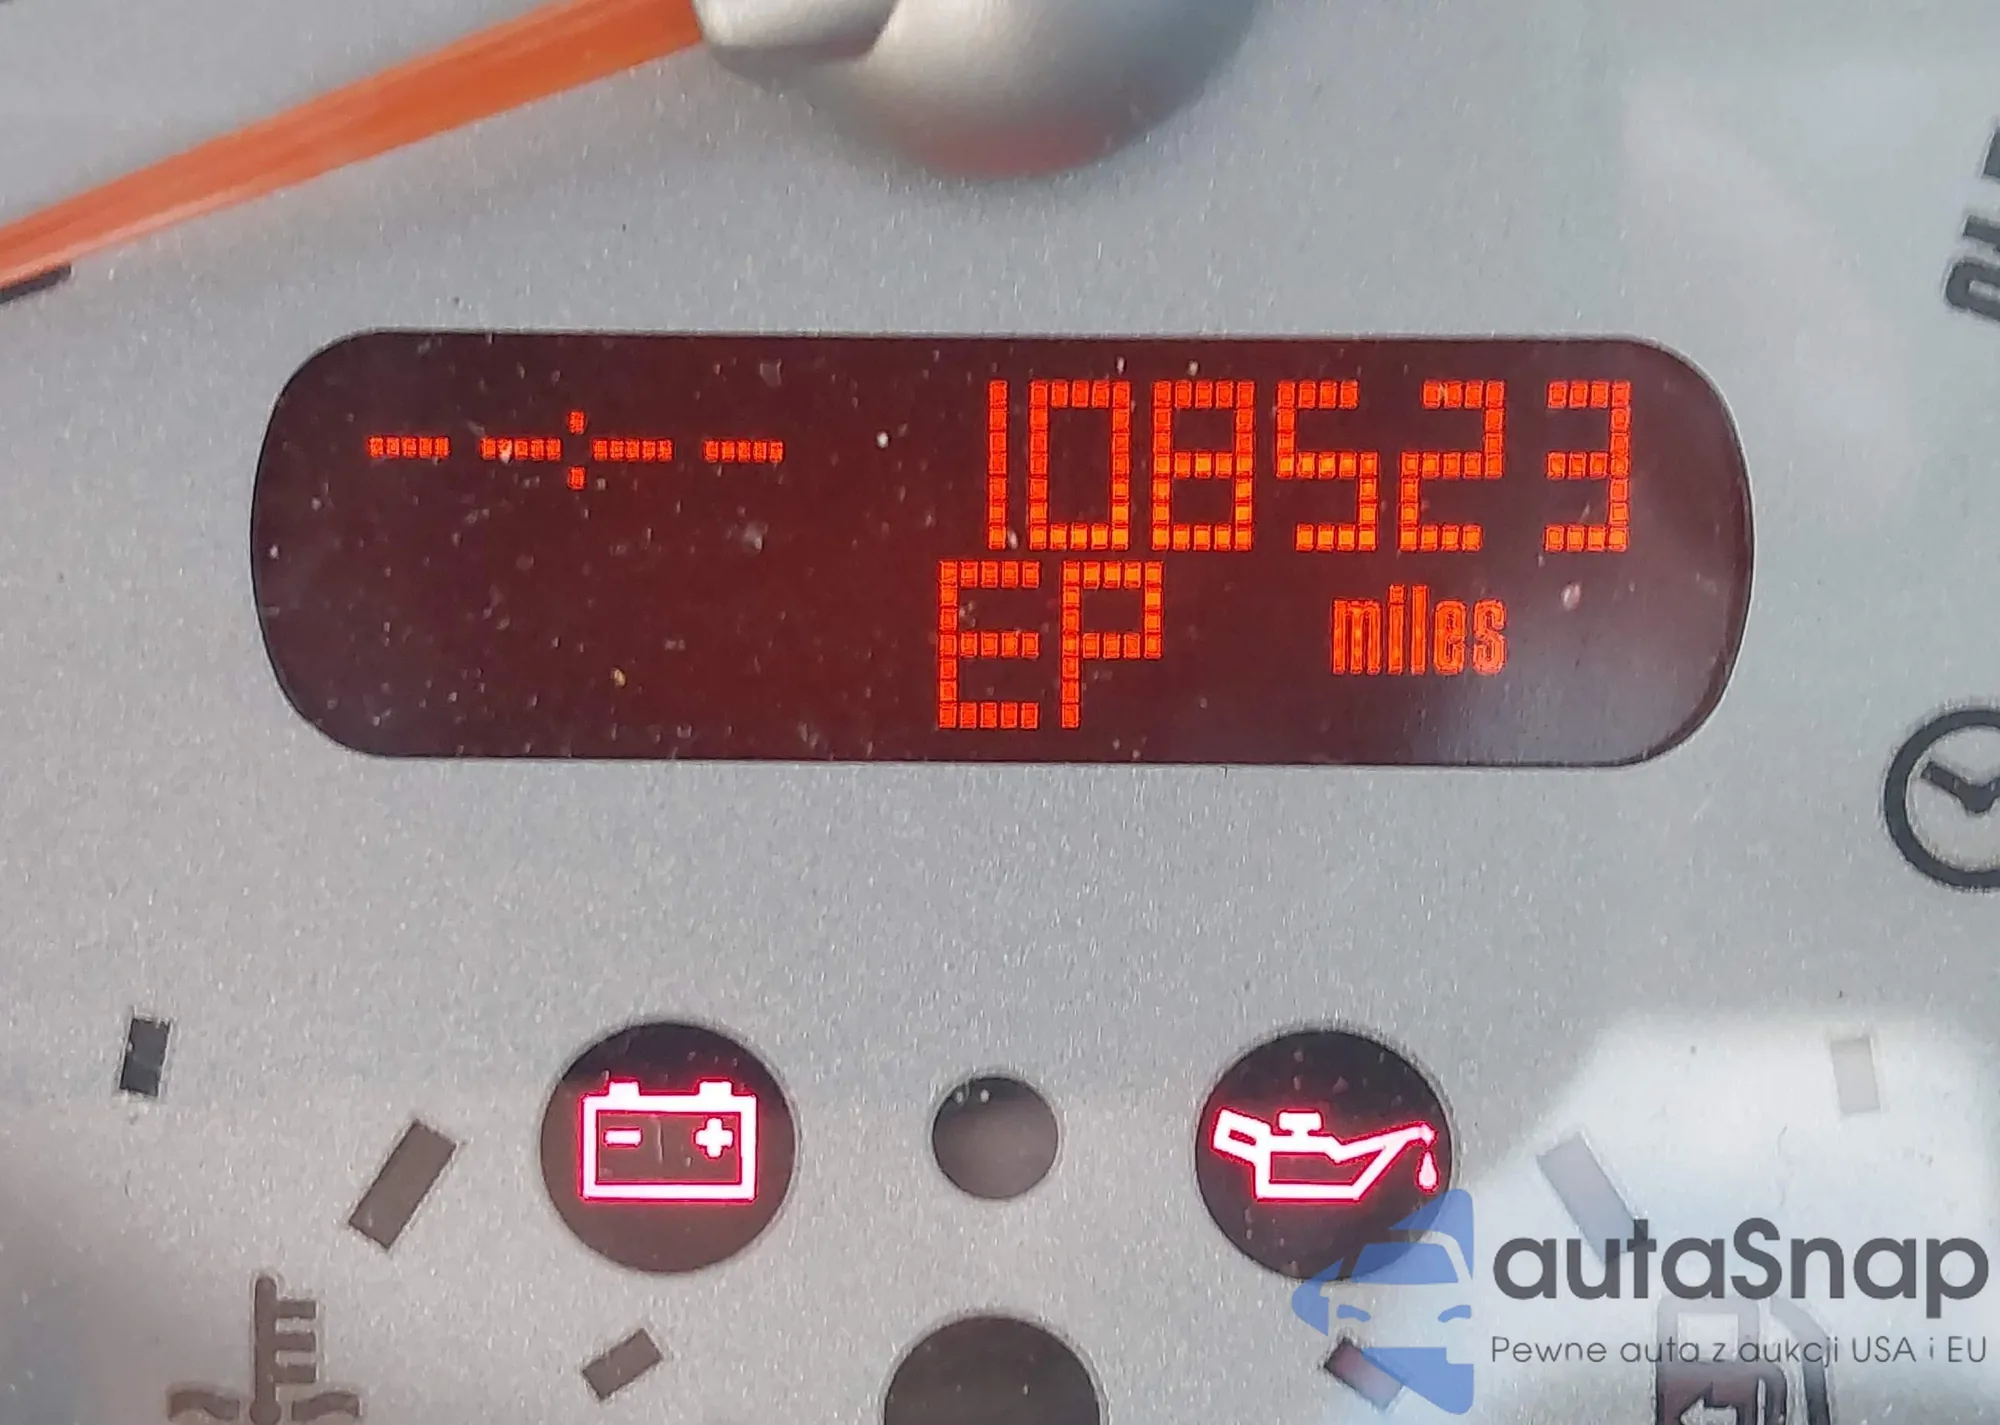 --:-- 108523
EP miles
autaSnap
Pewne auta z aukcji USA i EU